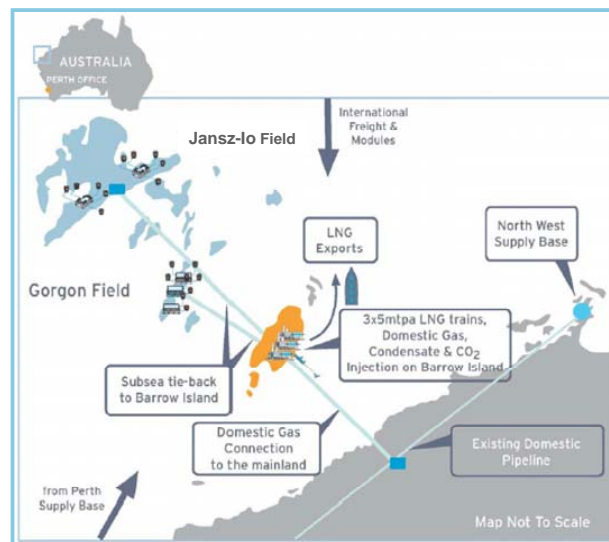 AUSTRALIA
PERTH OFFICE
International
Freight &
Modules
Jansz-Io Field
LNG
Exports
North West
Supply Base
Gorgon Field
3x5mtpa LNG trains,
Domestic Gas,
Condensate & CO2
Injection on Barrow Island
Subsea tie-back
to Barrow Island
Domestic Gas
Connection
to the mainland
Existing Domestic
Pipeline
from Perth
Supply Base
Map Not To Scale